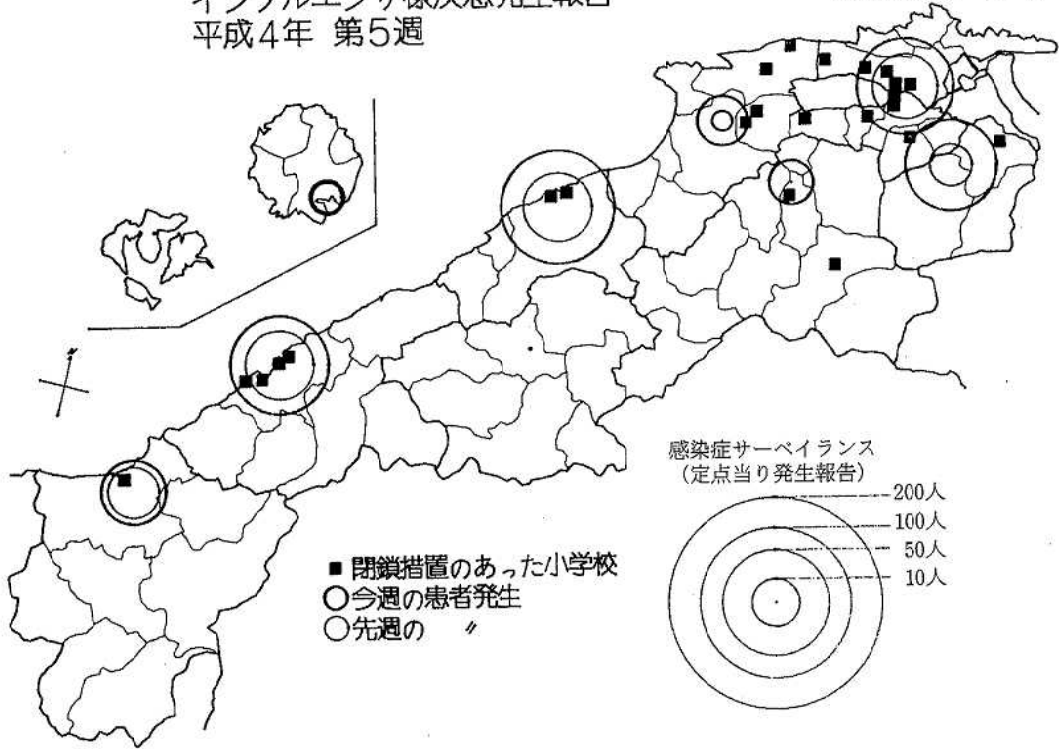 インフルエンザ様疾患発生報告
平成4年 第5週
感染症サーベイランス
(定点当り発生報告)
200人
100人
50人
10人
■ 閉鎖措置のあった小学校
○今週の患者発生
○先週の 〃